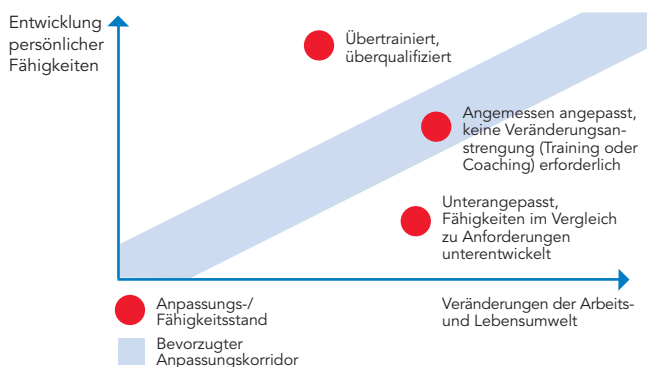 Entwicklung
persönlicher
Fähigkeiten
Übertrainiert,
überqualifiziert
Angemessen angepasst,
keine Veränderungsan-
strengung (Training oder
Coaching) erforderlich
Unterangepasst,
Fähigkeiten im Vergleich
zu Anforderungen
unterentwickelt
Anpassungs-/
Fähigkeitsstand
Veränderungen der Arbeits-
und Lebensumwelt
Bevorzugter
Anpassungskorridor